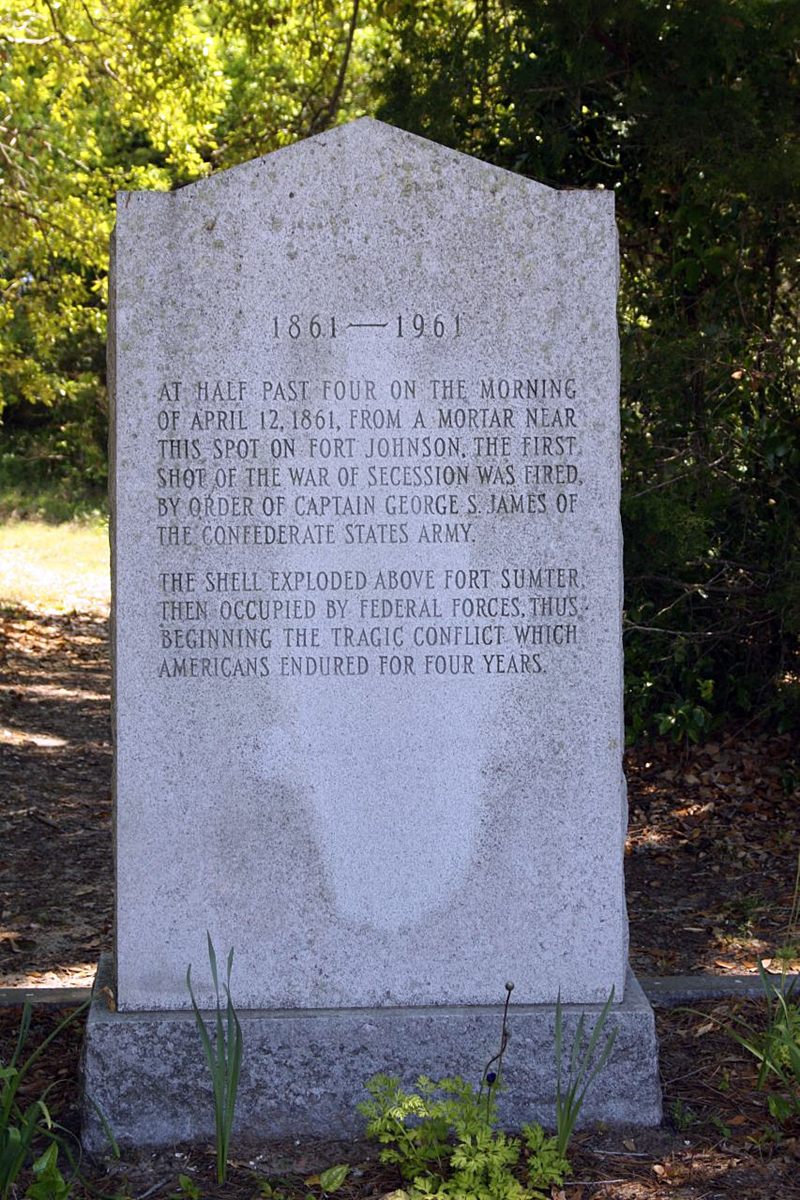 1861 — 1961
AT HALF PAST FOUR ON THE MORNING
OF APRIL 12, 1861, FROM A MORTAR NEAR
THIS SPOT ON FORT JOHNSON, THE FIRST
SHOT OF THE WAR OF SECESSION WAS FIRED,
BY ORDER OF CAPTAIN GEORGE S. JAMES OF
THE CONFEDERATE STATES ARMY.
THE SHELL EXPLODED ABOVE FORT SUMTER,
THEN OCCUPIED BY FEDERAL FORCES, THUS
BEGINNING THE TRAGIC CONFLICT WHICH
AMERICANS ENDURED FOR FOUR YEARS.